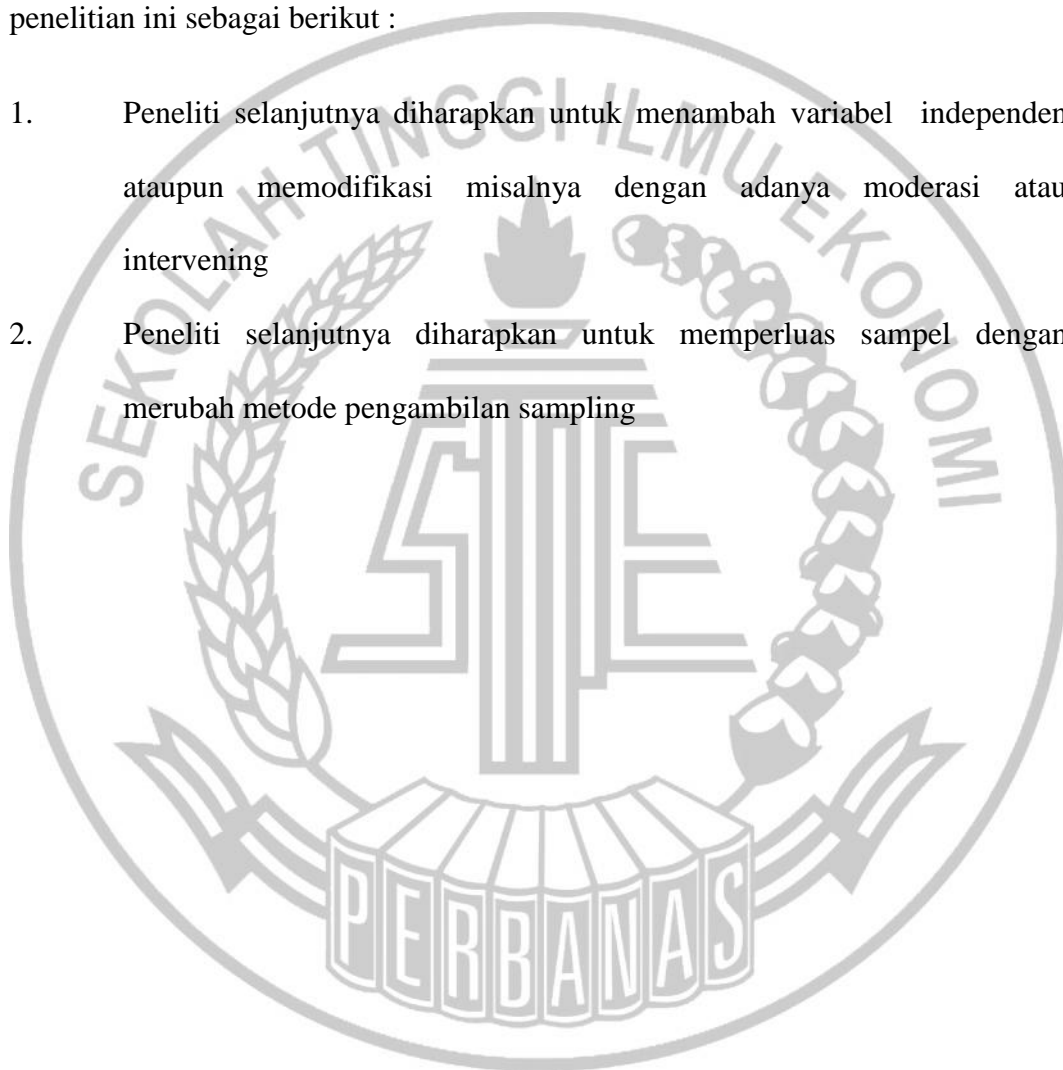 penelitian ini sebagai berikut :
1. Peneliti selanjutnya diharapkan untuk menambah variabel independen
ataupun memodifikasi misalnya dengan adanya moderasi atau
intervening
2. Peneliti selanjutnya diharapkan untuk memperluas sampel dengan
merubah metode pengambilan sampling
SEKOLAH TINGGI ILMU EKONOMI
STIE
PERBANAS